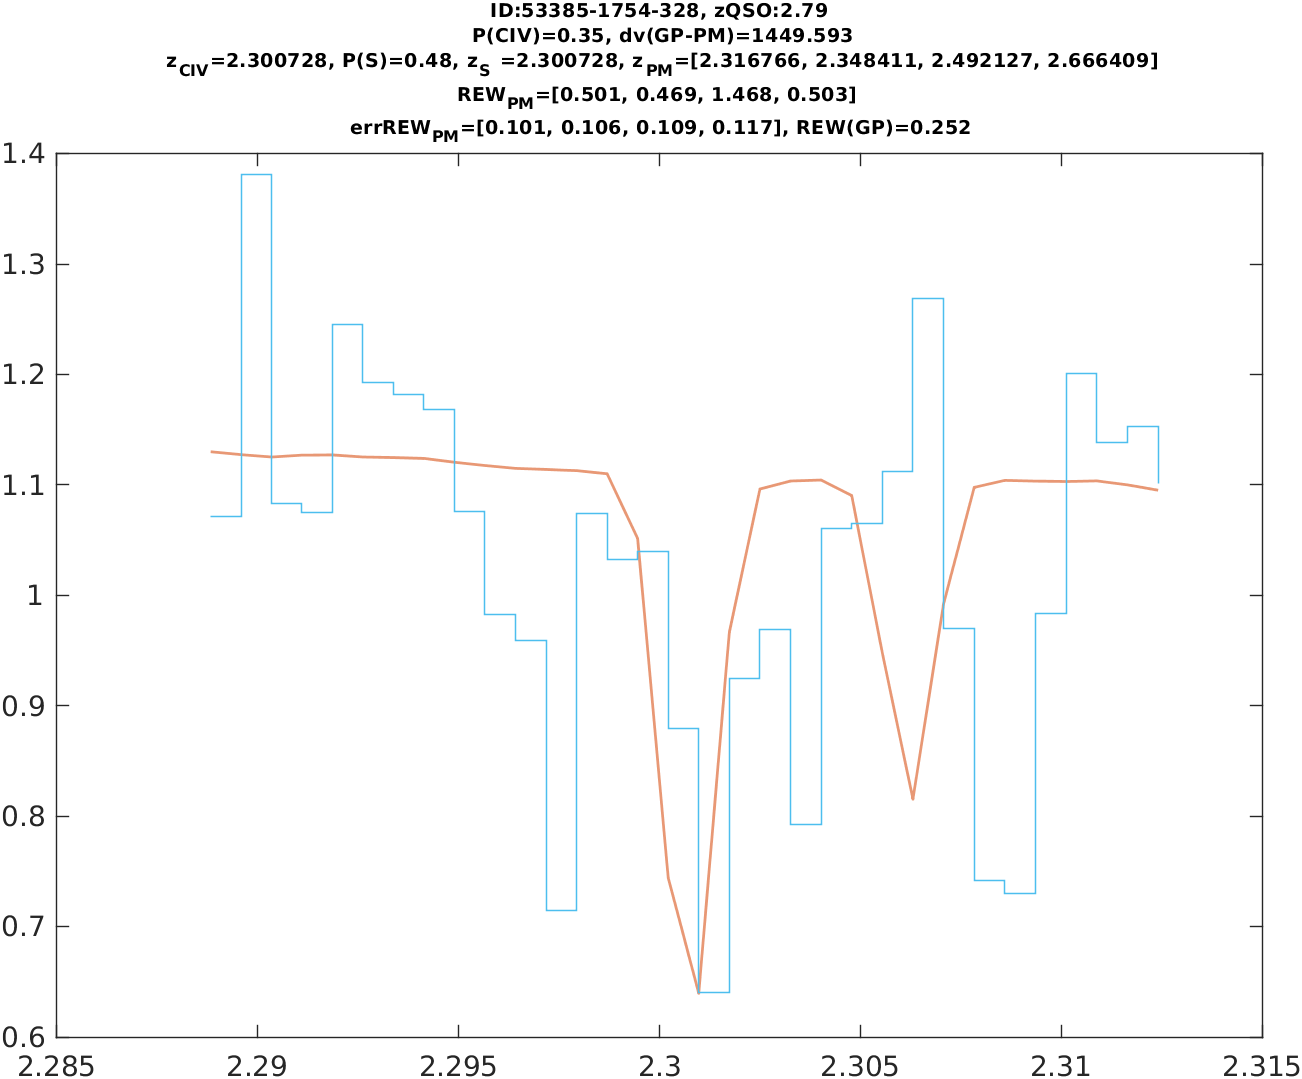 ID:53385-1754-328, zQSO:2.79
P(CIV)=0.35, dv(GP-PM)=1449.593
zCIV=2.300728, P(S)=0.48, zS =2.300728, zPM=[2.316766, 2.348411, 2.492127, 2.666409]
REWPM=[0.501, 0.469, 1.468, 0.503]
errREWPM=[0.101, 0.106, 0.109, 0.117], REW(GP)=0.252
1.4
1.3
1.2
1.1
1
0.9
0.8
0.7
0.6
2.285 2.29 2.295 2.3 2.305 2.31 2.315